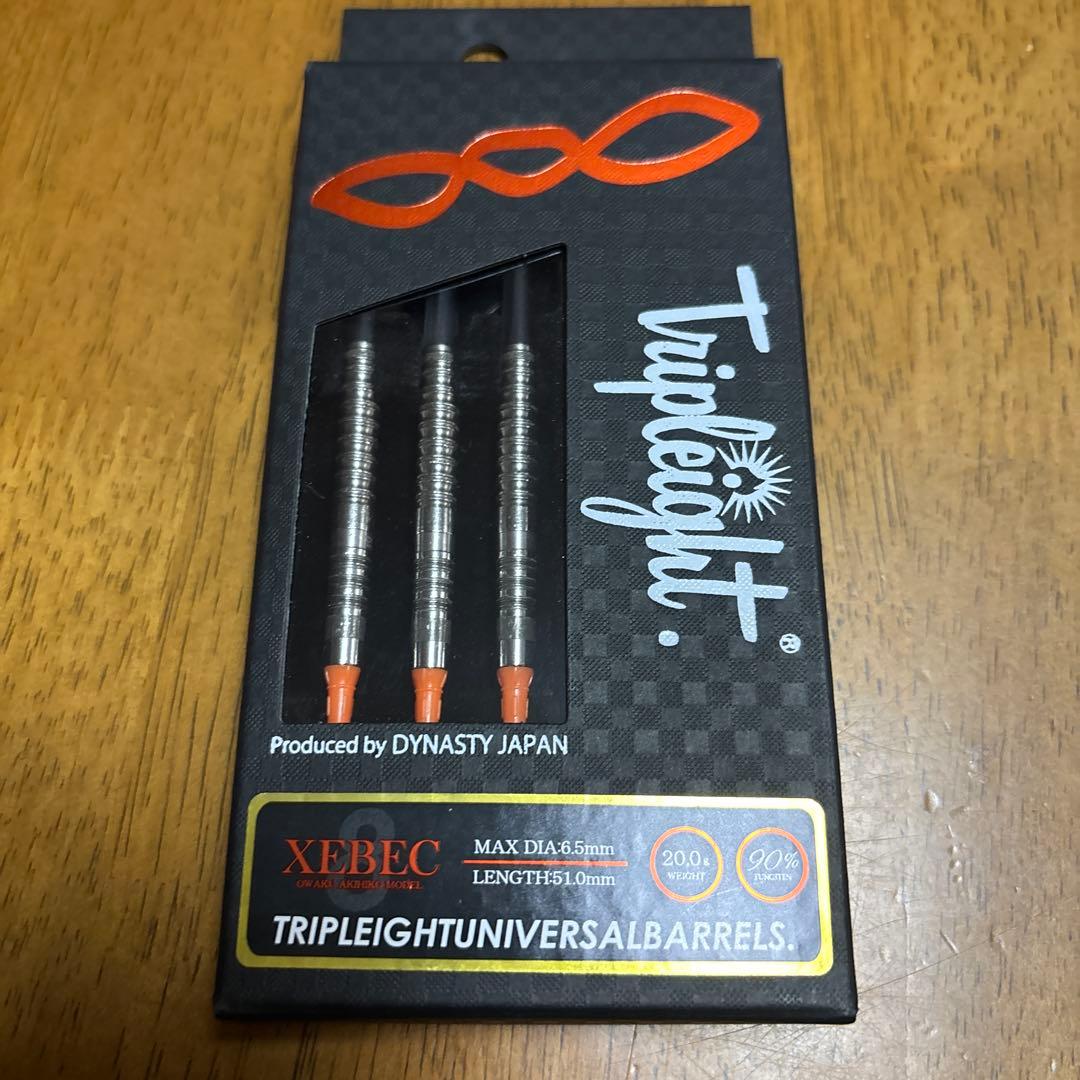 Tripleight.
®
Produced by DYNASTY JAPAN
XEBEC
OWAKU AKIHIKO MODEL
MAX DIA:6.5mm
LENGTH:51.0mm
20.0g
WEIGHT
90%
TUNGSTEN
TRIPLEIGHTUNIVERSALBARRELS.